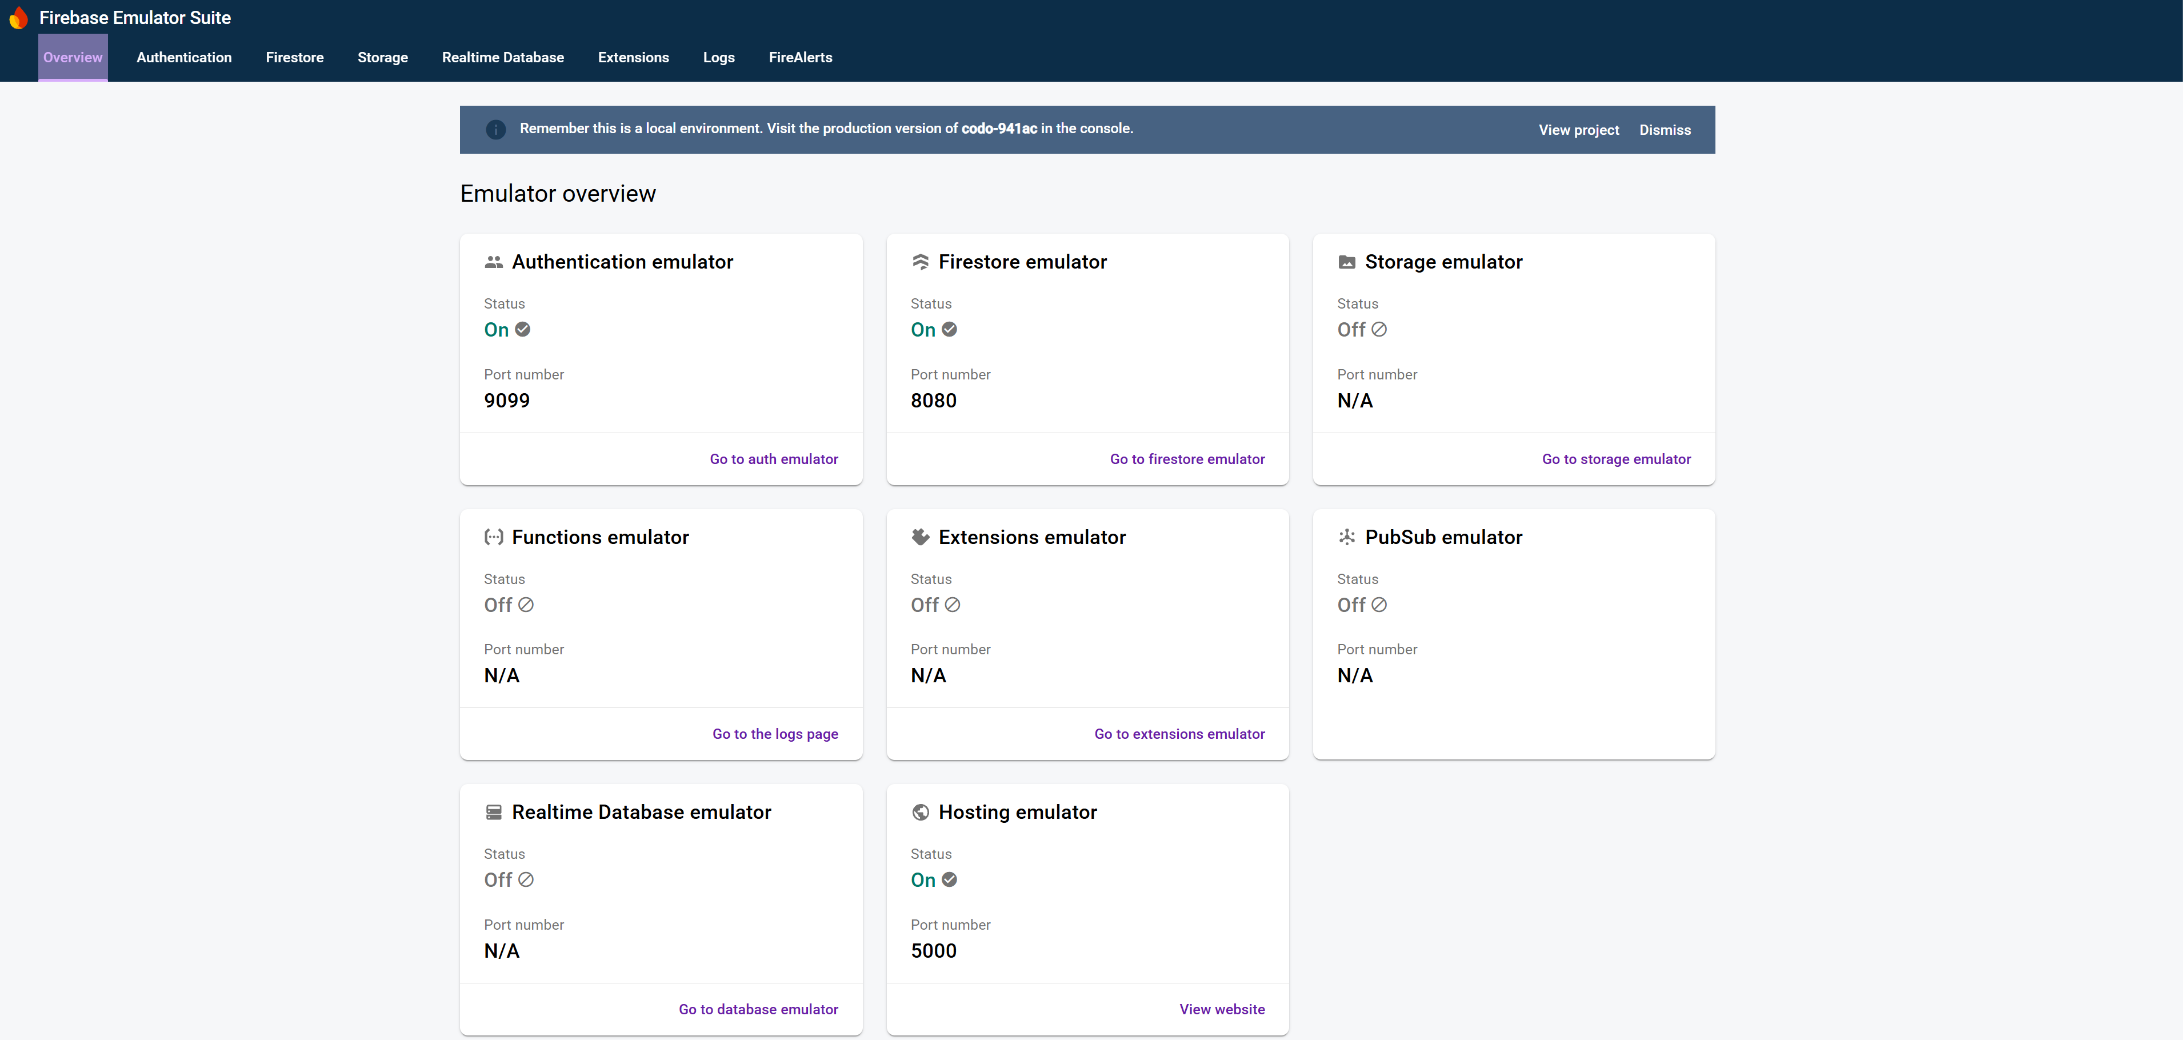 Firebase Emulator Suite
Overview Authentication Firestore Storage Realtime Database Extensions Logs FireAlerts
Remember this is a local environment. Visit the production version of codo-941ac in the console. View project Dismiss
Emulator overview
Authentication emulator
Status
On
Port number
9099
Go to auth emulator
Firestore emulator
Status
On
Port number
8080
Go to firestore emulator
Storage emulator
Status
Off
Port number
N/A
Go to storage emulator
Functions emulator
Status
Off
Port number
N/A
Go to the logs page
Extensions emulator
Status
Off
Port number
N/A
Go to extensions emulator
PubSub emulator
Status
Off
Port number
N/A
Realtime Database emulator
Status
Off
Port number
N/A
Go to database emulator
Hosting emulator
Status
On
Port number
5000
View website